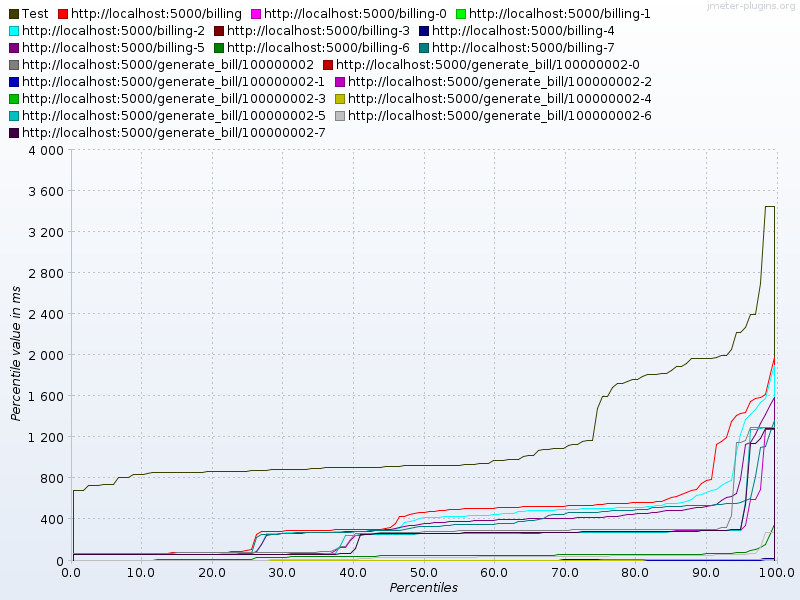 jmeter-plugins.org
Test http://localhost:5000/billing http://localhost:5000/billing-0 http://localhost:5000/billing-1
http://localhost:5000/billing-2 http://localhost:5000/billing-3 http://localhost:5000/billing-4
http://localhost:5000/billing-5 http://localhost:5000/billing-6 http://localhost:5000/billing-7
http://localhost:5000/generate_bill/100000002 http://localhost:5000/generate_bill/100000002-0
http://localhost:5000/generate_bill/100000002-1 http://localhost:5000/generate_bill/100000002-2
http://localhost:5000/generate_bill/100000002-3 http://localhost:5000/generate_bill/100000002-4
http://localhost:5000/generate_bill/100000002-5 http://localhost:5000/generate_bill/100000002-6
http://localhost:5000/generate_bill/100000002-7
4 000
3 600
3 200
2 800
2 400
2 000
1 600
1 200
800
400
0
Percentile value in ms
0.0 10.0 20.0 30.0 40.0 50.0 60.0 70.0 80.0 90.0 100.0
Percentiles